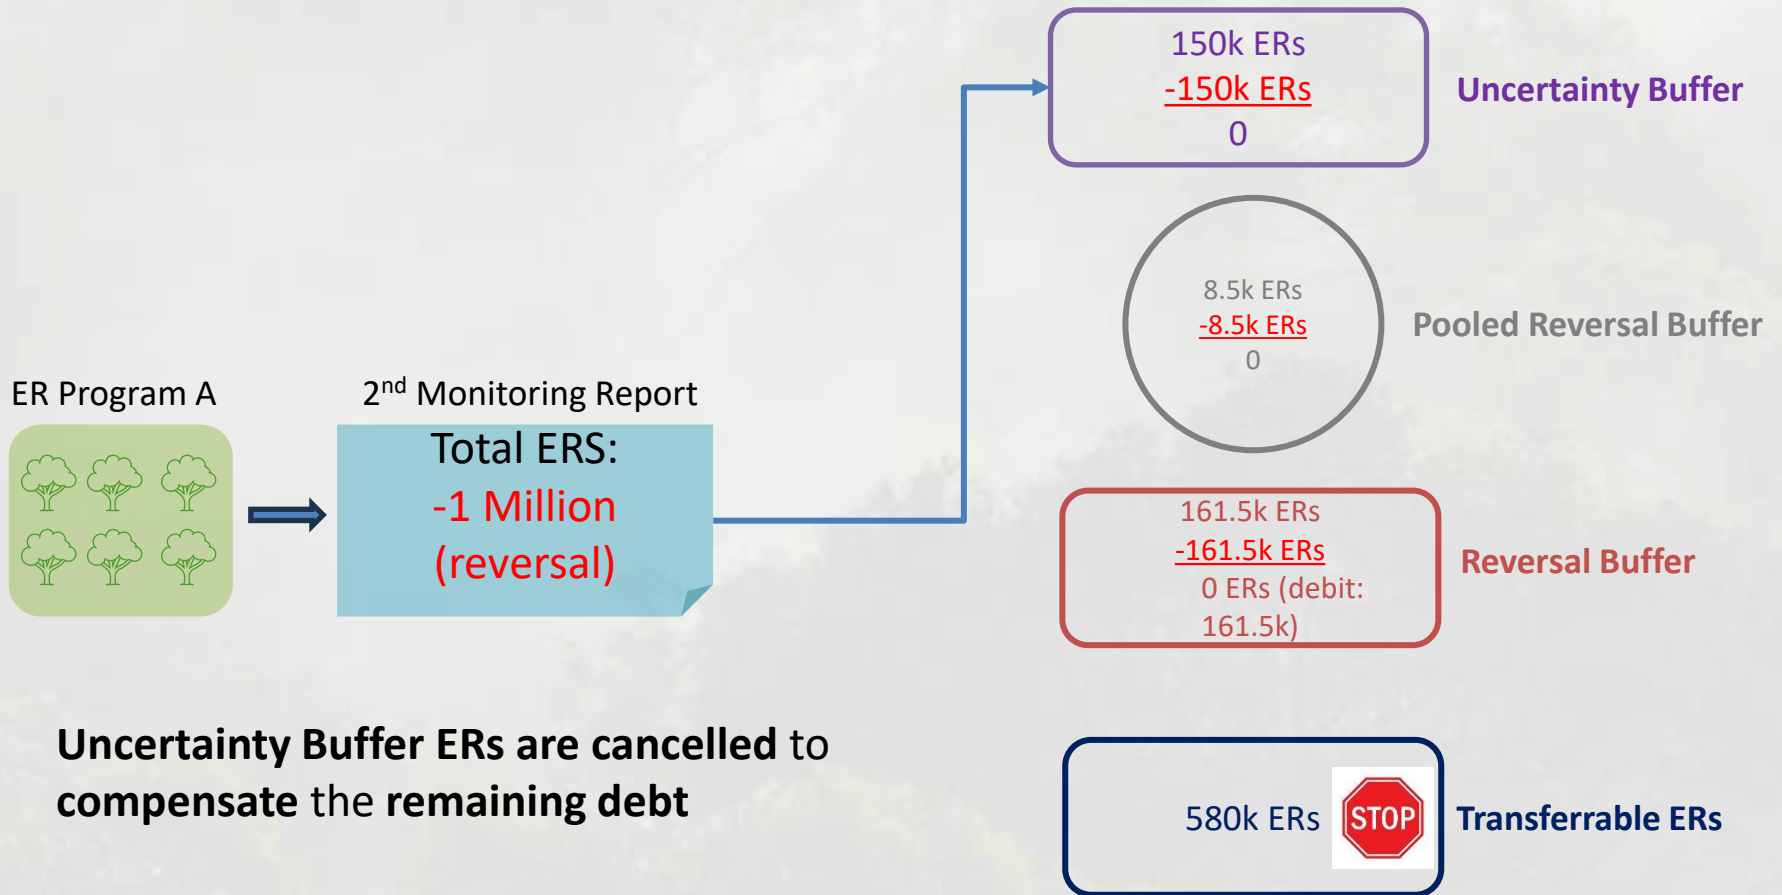 150k ERs
-150k ERs
0
Uncertainty Buffer
8.5k ERs
-8.5k ERs
0
Pooled Reversal Buffer
ER Program A
2nd Monitoring Report
Total ERS:
-1 Million
(reversal)
161.5k ERs
-161.5k ERs
0 ERs (debit:
161.5k)
Reversal Buffer
Uncertainty Buffer ERs are cancelled to
compensate the remaining debt
580k ERs
STOP
Transferrable ERs